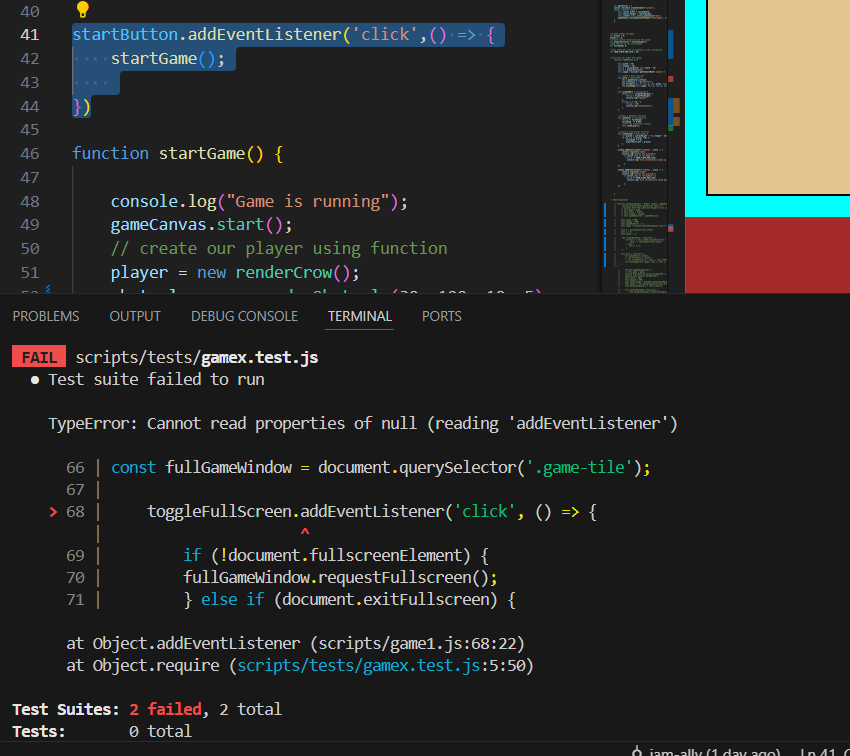 40
41 startButton.addEventListener('click',() => {
42 startGame();
43
44 })
45
46 function startGame() {
47
48 console.log("Game is running");
49 gameCanvas.start();
50 // create our player using function
51 player = new renderCrow();
PROBLEMS OUTPUT DEBUG CONSOLE TERMINAL PORTS
FAIL scripts/tests/gamex.test.js
● Test suite failed to run
TypeError: Cannot read properties of null (reading 'addEventListener')
66 | const fullGameWindow = document.querySelector('.game-tile');
67 |
> 68 | toggleFullScreen.addEventListener('click', () => {
| ^
69 | if (!document.fullscreenElement) {
70 | fullGameWindow.requestFullscreen();
71 | } else if (document.exitFullscreen) {
at Object.addEventListener (scripts/game1.js:68:22)
at Object.require (scripts/tests/gamex.test.js:5:50)
Test Suites: 2 failed, 2 total
Tests: 0 total
jam-ally (1 day ago) Ln 41,